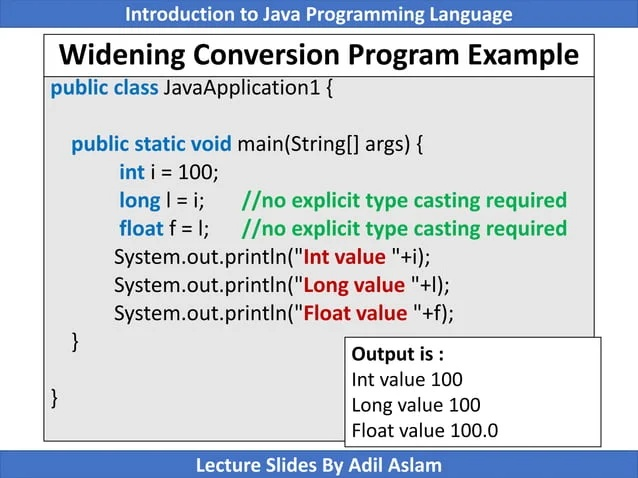 Introduction to Java Programming Language
Widening Conversion Program Example
public class JavaApplication1 {
public static void main(String[] args) {
int i = 100;
long l = i; //no explicit type casting required
float f = l; //no explicit type casting required
System.out.println("Int value "+i);
System.out.println("Long value "+l);
System.out.println("Float value "+f);
}
}
Output is :
Int value 100
Long value 100
Float value 100.0
Lecture Slides By Adil Aslam